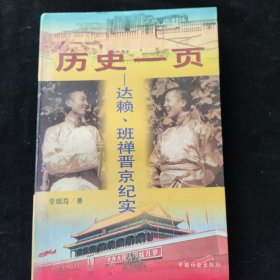 历史一页
——达赖、班禅晋京纪实
李威海/著
中国社会出版社